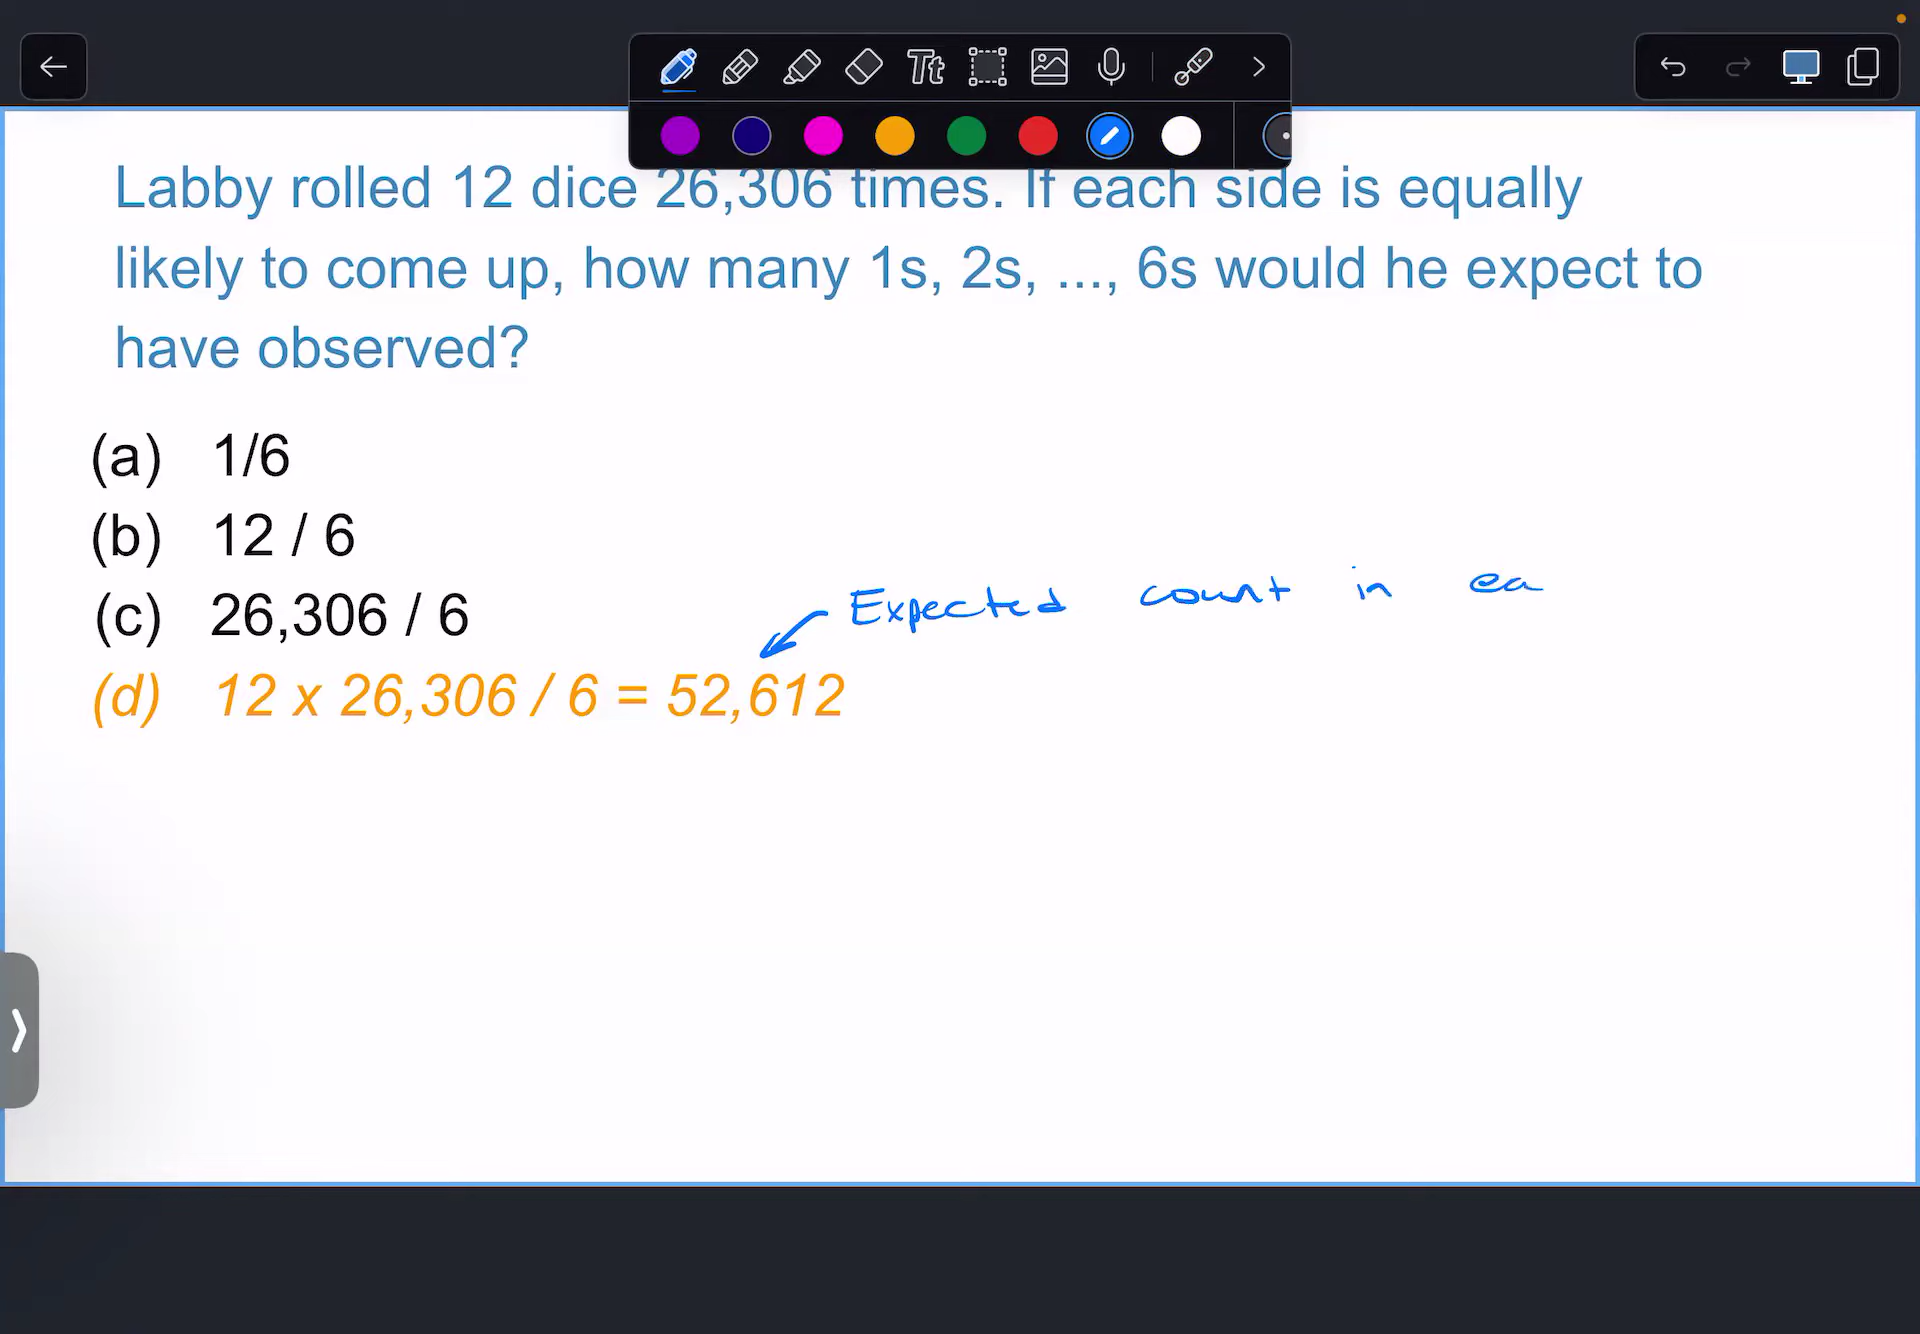 Tt
Labby rolled 12 dice 26,306 times. If each side is equally
likely to come up, how many 1s, 2s, ..., 6s would he expect to
have observed?
(a) 1/6
(b) 12 / 6
(c) 26,306 / 6
Expected count in ea
(d) 12 x 26,306 / 6 = 52,612